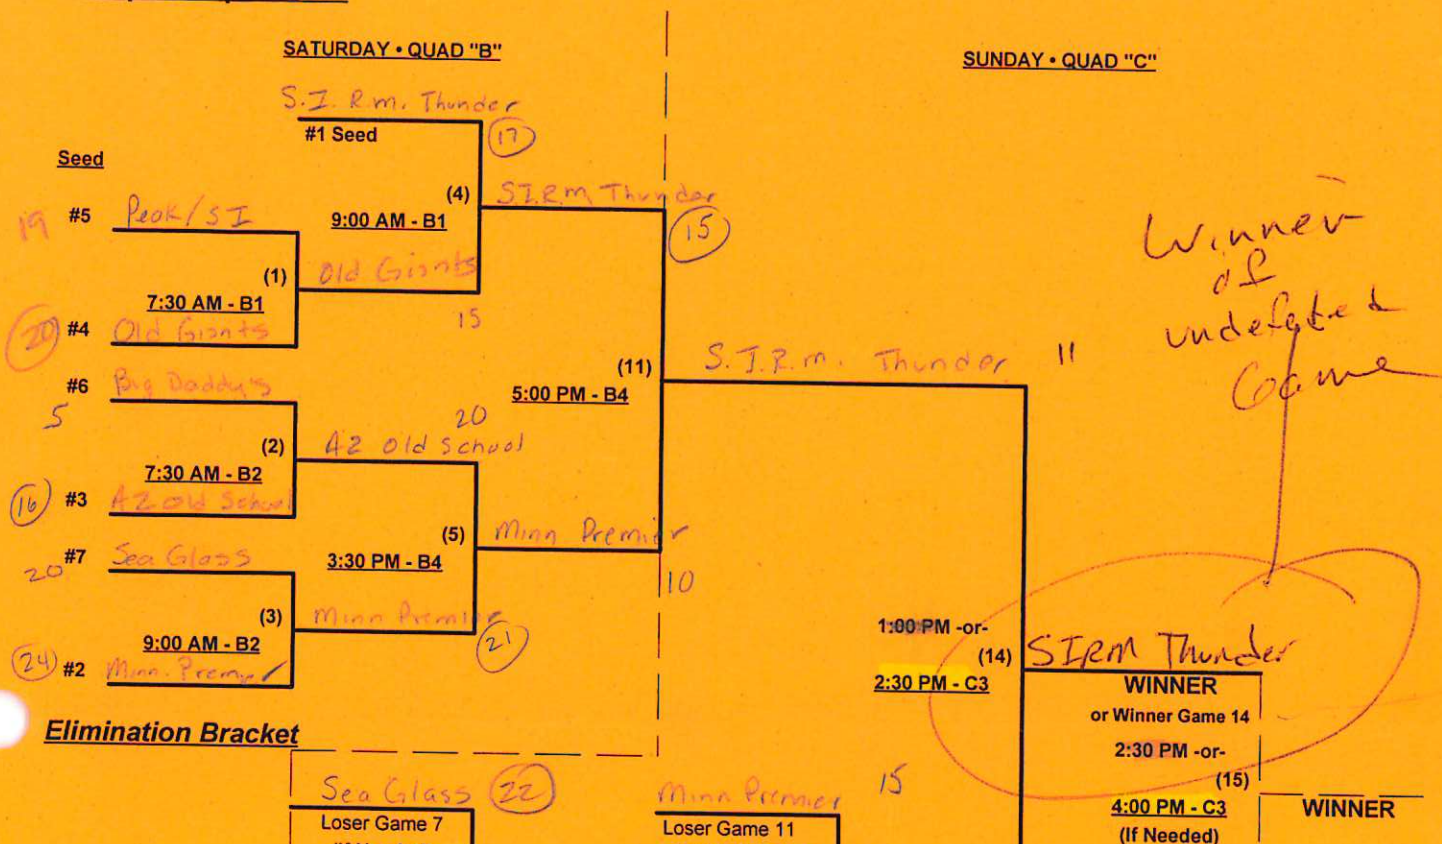 SATURDAY • QUAD "B"
SUNDAY • QUAD "C"
S.I. R.m. Thunder
#1 Seed
17
Seed
(4)
S.I.R.m Thunder
19
#5
Peak/SI
9:00 AM - B1
15
Winner
of
undefated
Game
(1)
Old Giants
7:30 AM - B1
20
#4
Old Giants
15
#6
Big Daddy's
5
(11)
5:00 PM - B4
S.I.R.m. Thunder
11
20
(2)
AZ Old School
7:30 AM - B2
16
#3
AZ Old School
(5)
Minn Premier
#7
Sea Glass
20
3:30 PM - B4
10
(3)
Minn Premier
9:00 AM - B2
21
24
#2
Minn. Premier
1:00 PM -or-
(14)
SIRM Thunder
2:30 PM - C3
WINNER
or Winner Game 14
Elimination Bracket
2:30 PM -or-
(15)
Sea Glass
22
Minn Premier
15
4:00 PM - C3
WINNER
Loser Game 7
Loser Game 11
(If Needed)